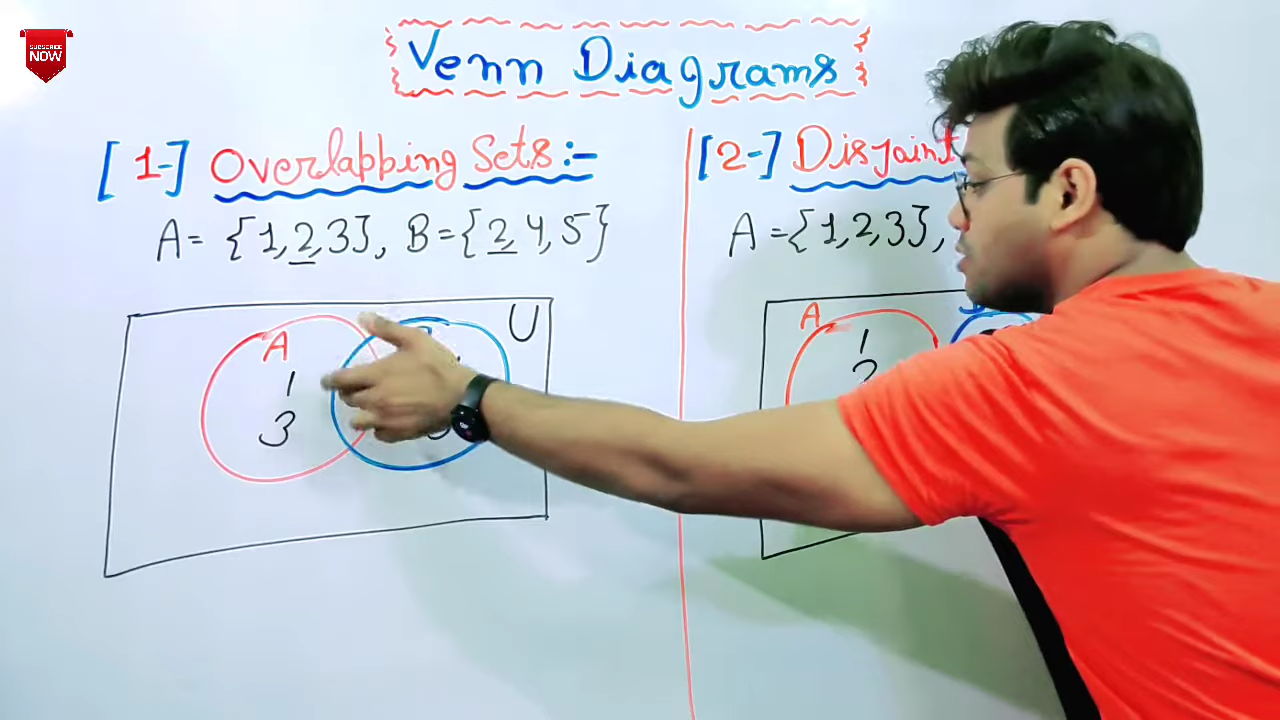 SUBSCRIBE
NOW
Venn Diagrams
[1-] Overlapping Sets:-
A= {1,2,3}, B={2,4,5}
U
A
1
3
[2-] Disjoint
A={1,2,3},
A
1
2